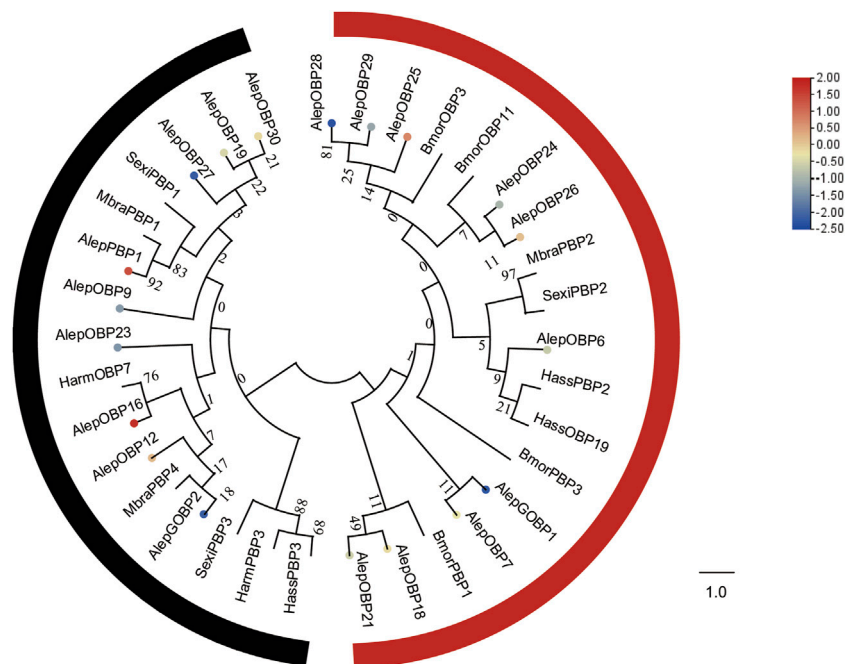 AlepOBP28
AlepOBP29
AlepOBP25
BmorOBP3
BmorOBP11
AlepOBP24
AlepOBP26
MbraPBP2
SexiPBP2
AlepOBP6
HassPBP2
HassOBP19
BmorPBP3
AlepGOBP1
AlepOBP7
BmorPBP1
AlepOBP18
AlepOBP21
HassPBP3
HarmPBP3
SexiPBP3
AlepGOBP2
MbraPBP4
AlepOBP12
AlepOBP16
HarmOBP7
AlepOBP23
AlepOBP9
AlepPBP1
MbraPBP1
SexiPBP1
AlepOBP27
AlepOBP19
AlepOBP30
81
25
14
0
7
11
0
97
5
9
21
0
1
11
11
49
68
88
0
18
17
7
1
76
0
2
92
83
3
22
21
2.00
1.50
1.00
0.50
0.00
-0.50
-1.00
-1.50
-2.00
-2.50
1.0